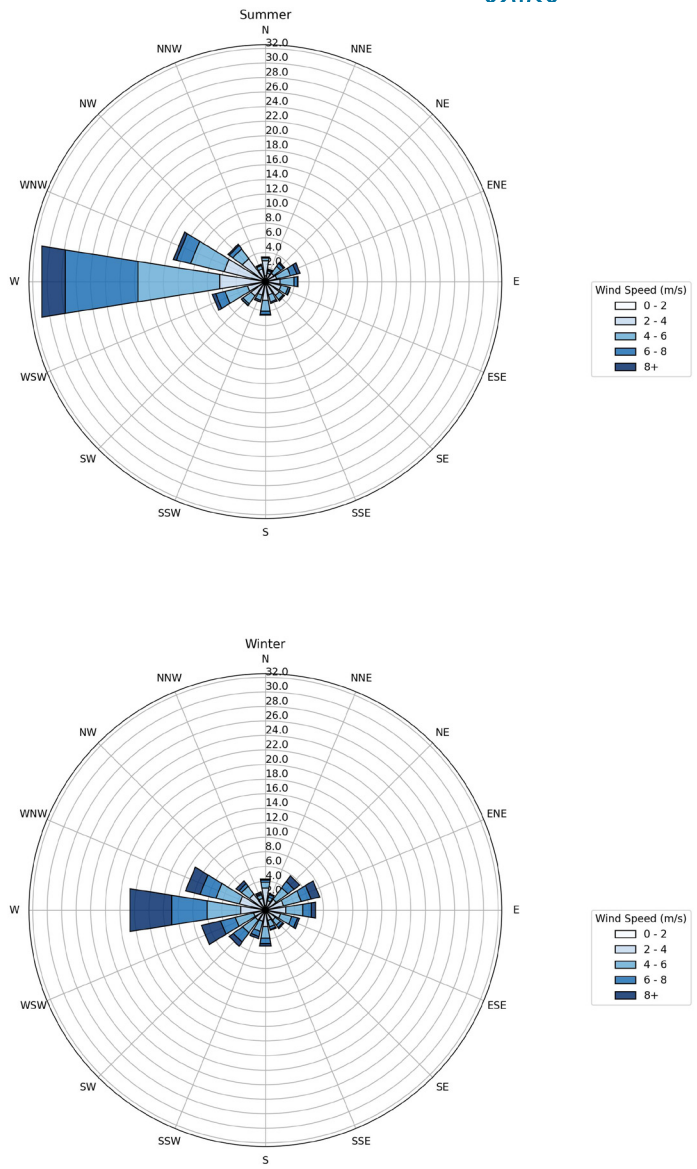 Summer
N
NNW
NNE
32.0
30.0
28.0
26.0
24.0
22.0
20.0
18.0
16.0
14.0
12.0
10.0
8.0
6.0
4.0
2.0
NW
NE
WNW
ENE
W
E
WSW
ESE
SW
SE
SSW
SSE
S
Wind Speed (m/s)
0 - 2
2 - 4
4 - 6
6 - 8
8+
Winter
N
NNW
NNE
32.0
30.0
28.0
26.0
24.0
22.0
20.0
18.0
16.0
14.0
12.0
10.0
8.0
6.0
4.0
2.0
NW
NE
WNW
ENE
W
E
WSW
ESE
SW
SE
SSW
SSE
S
Wind Speed (m/s)
0 - 2
2 - 4
4 - 6
6 - 8
8+